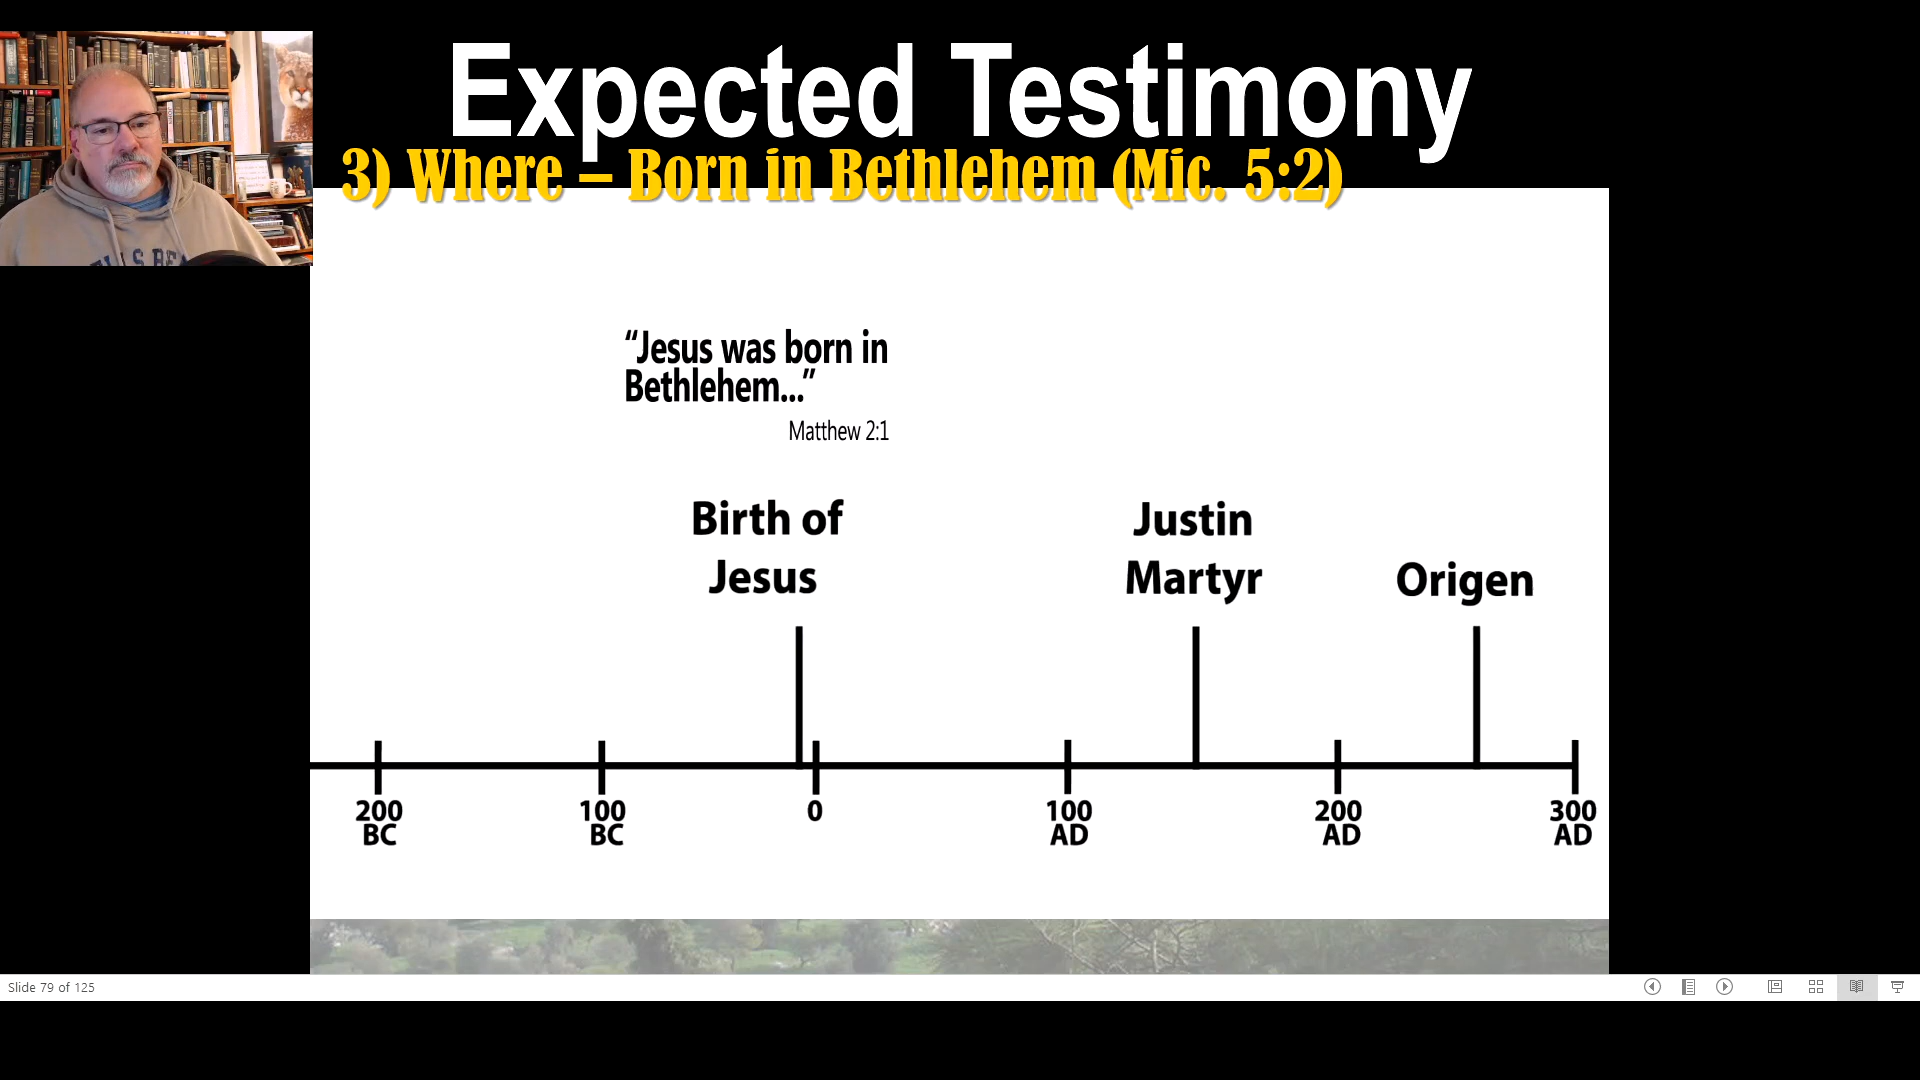 Expected Testimony
3) Where – Born in Bethlehem (Mic. 5:2)
“Jesus was born in
Bethlehem...”
Matthew 2:1
Birth of
Jesus
Justin
Martyr
Origen
200
BC
100
BC
0
100
AD
200
AD
300
AD
Slide 79 of 125